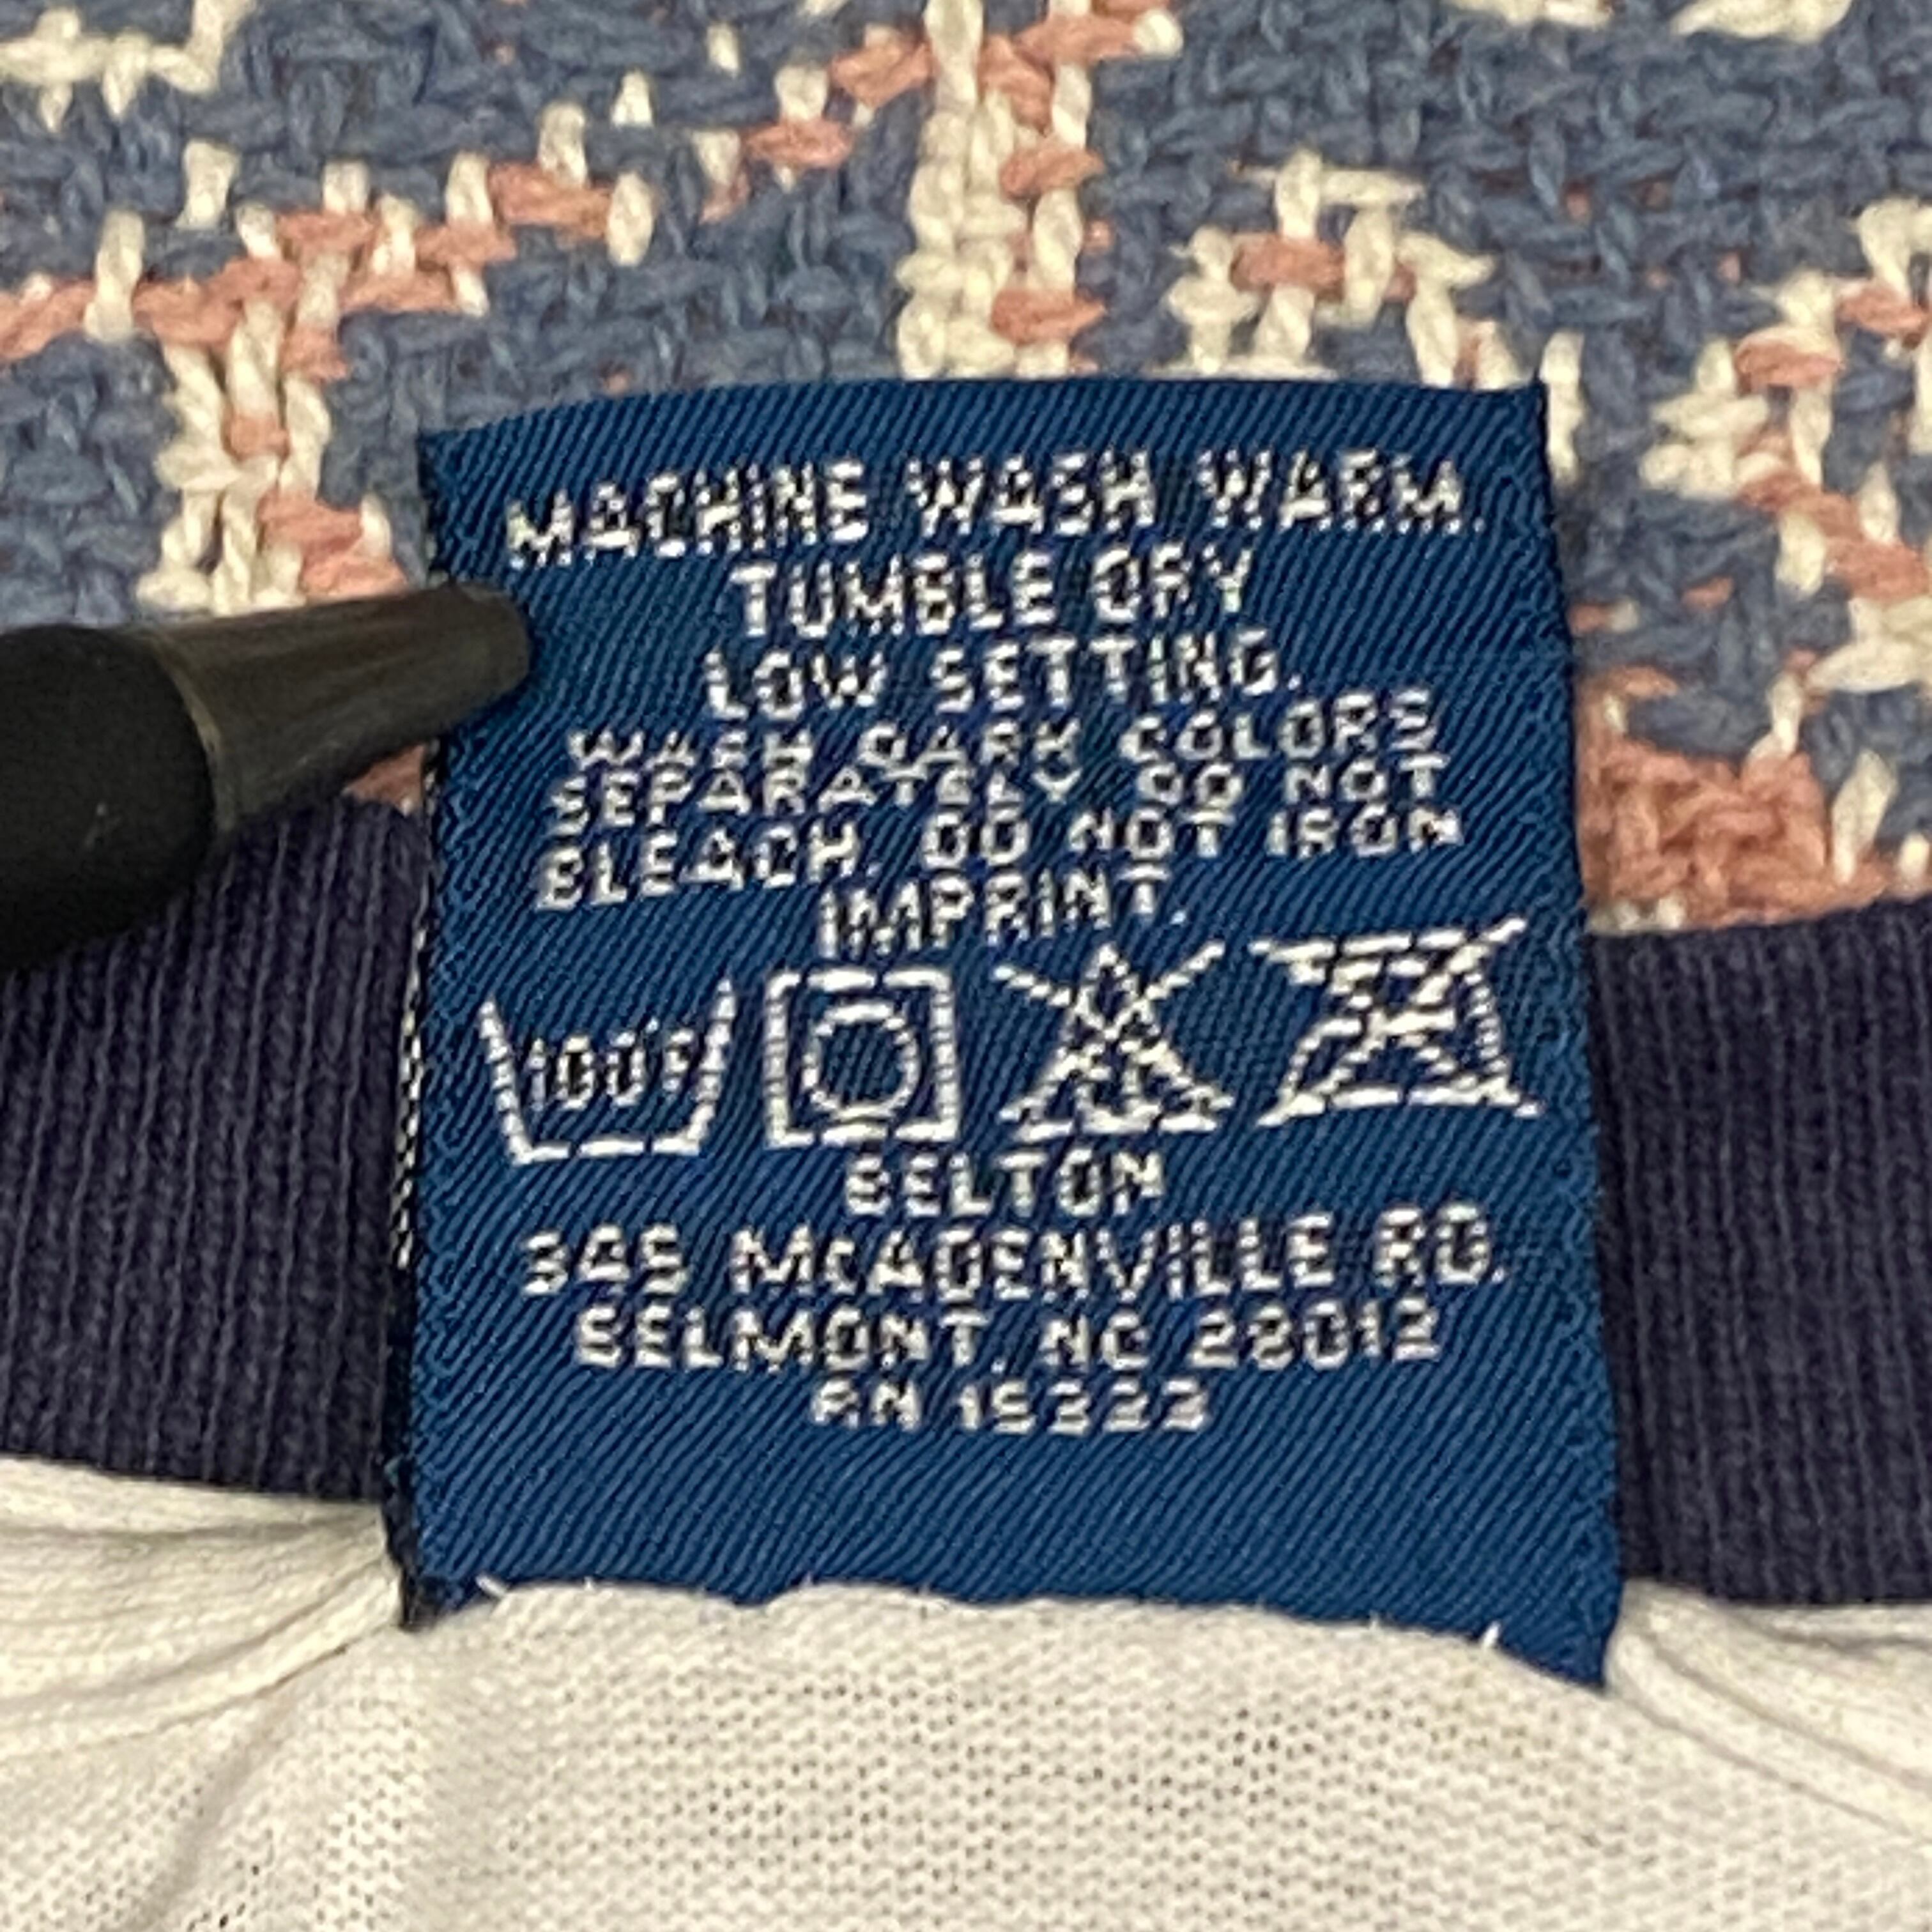 MACHINE WASH WARM.
TUMBLE DRY
LOW SETTING.
WASH DARK COLORS
SEPARATELY DO NOT
BLEACH. DO NOT IRON
IMPRINT.
100°F
BELTON
345 McADENVILLE RD.
BELMONT, NC 28012
RN 15323